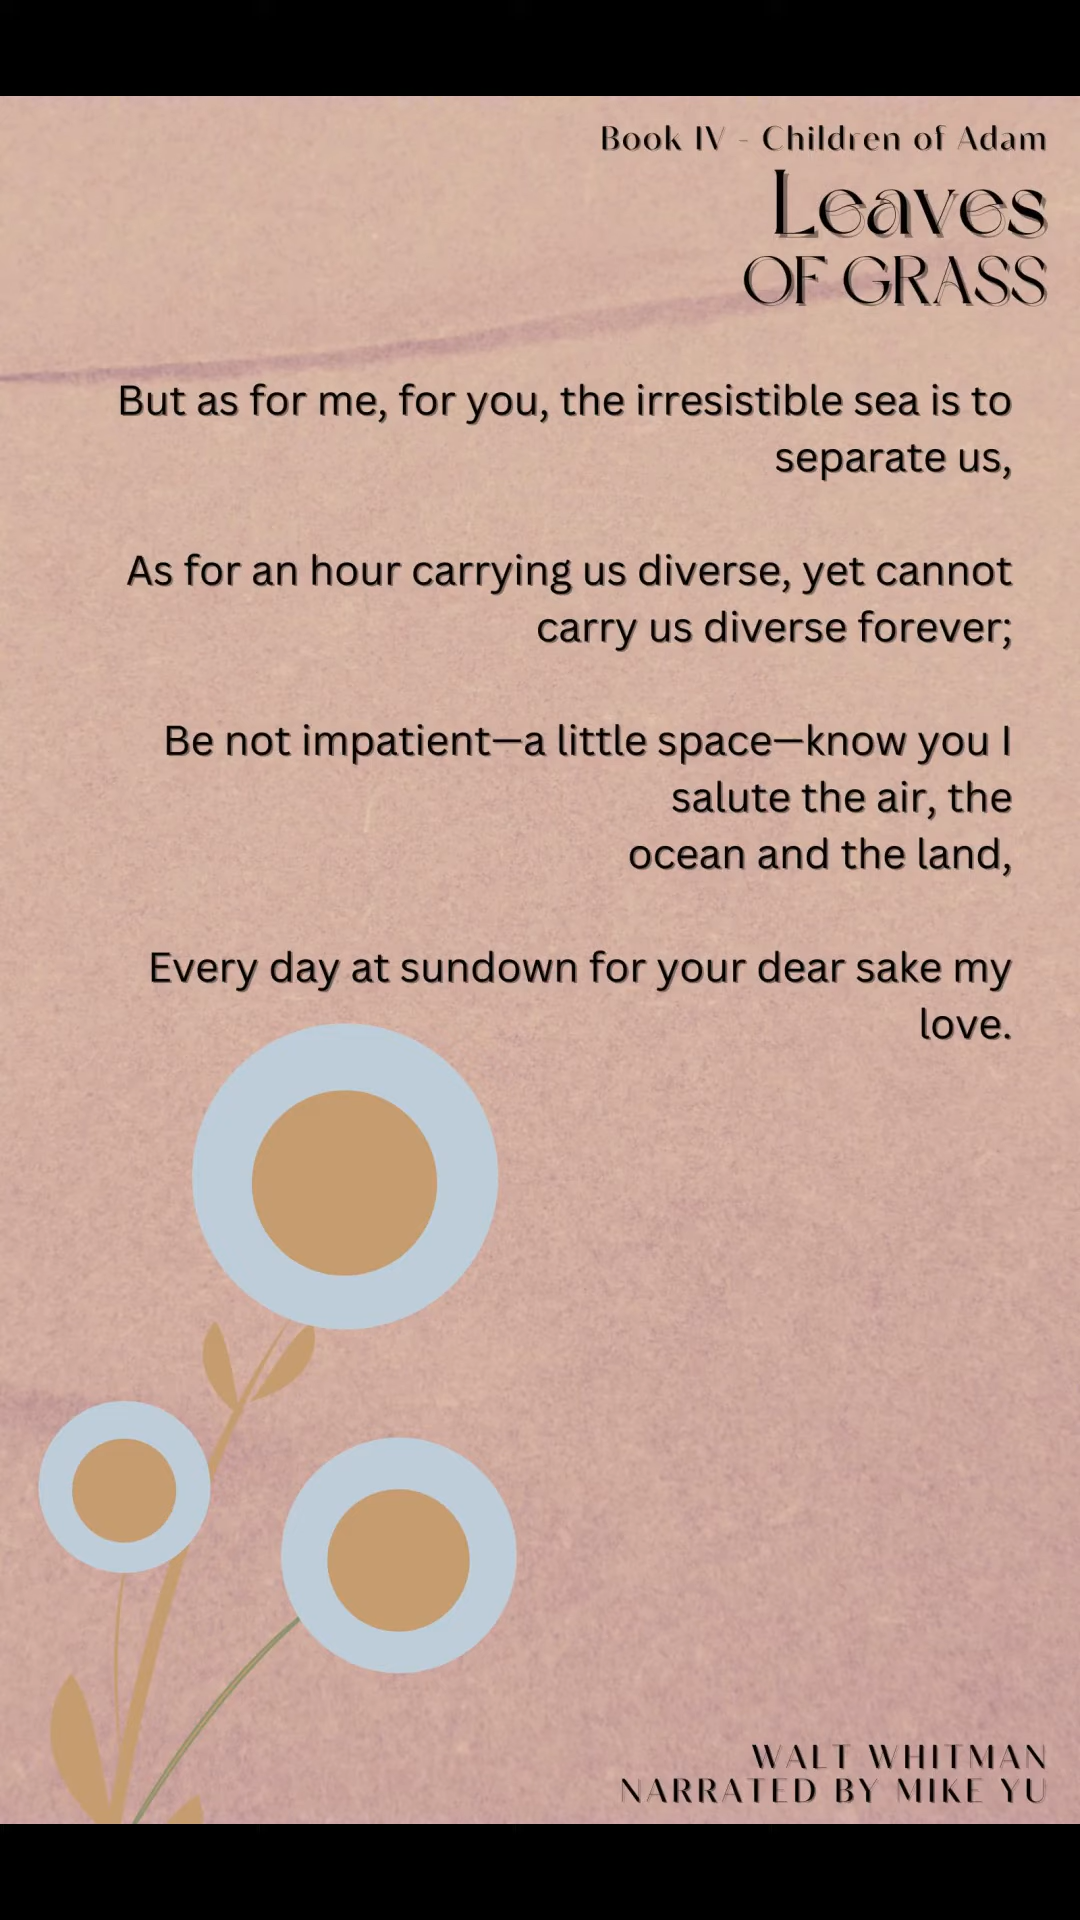 Book IV - Children of Adam
Leaves
OF GRASS
But as for me, for you, the irresistible sea is to
separate us,
As for an hour carrying us diverse, yet cannot
carry us diverse forever;
Be not impatient—a little space—know you I
salute the air, the
ocean and the land,
Every day at sundown for your dear sake my
love.
WALT WHITMAN
NARRATED BY MIKE YU